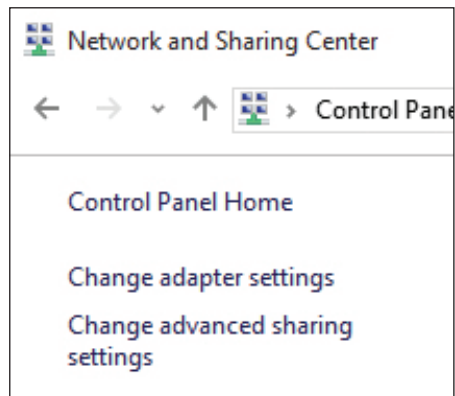 Network and Sharing Center
Control Pane
Control Panel Home
Change adapter settings
Change advanced sharing
settings